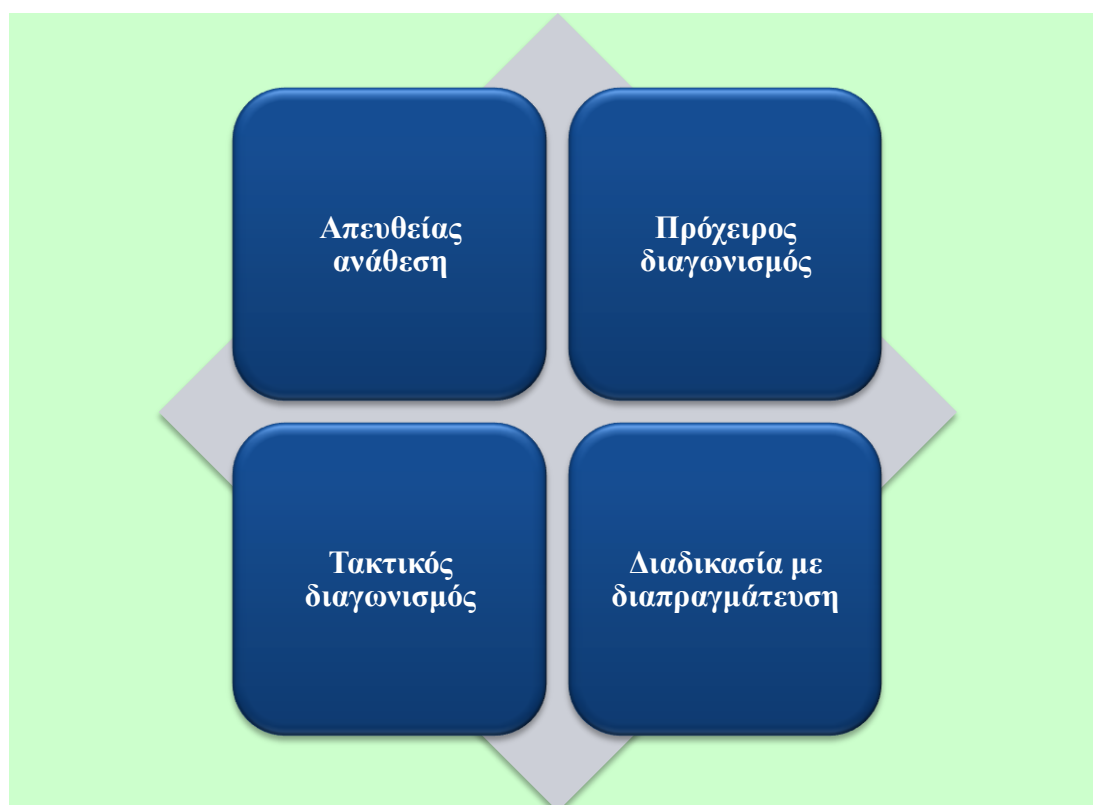 Απευθείας
ανάθεση
Πρόχειρος
διαγωνισμός
Τακτικός
διαγωνισμός
Διαδικασία με
διαπραγμάτευση